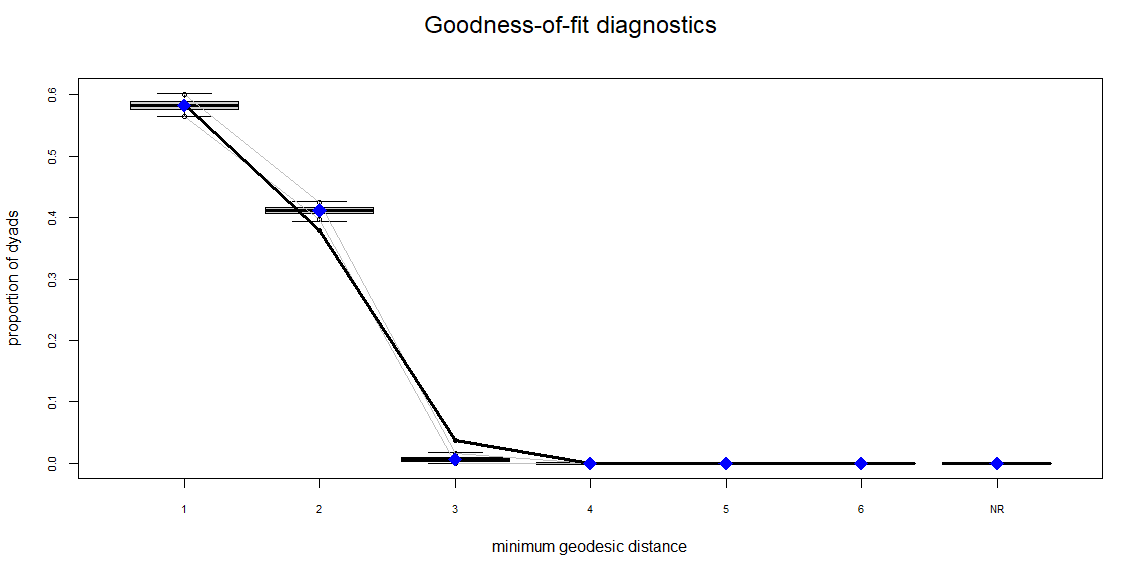 Goodness-of-fit diagnostics
proportion of dyads
0.6
0.5
0.4
0.3
0.2
0.1
0.0
1 2 3 4 5 6 NR
minimum geodesic distance